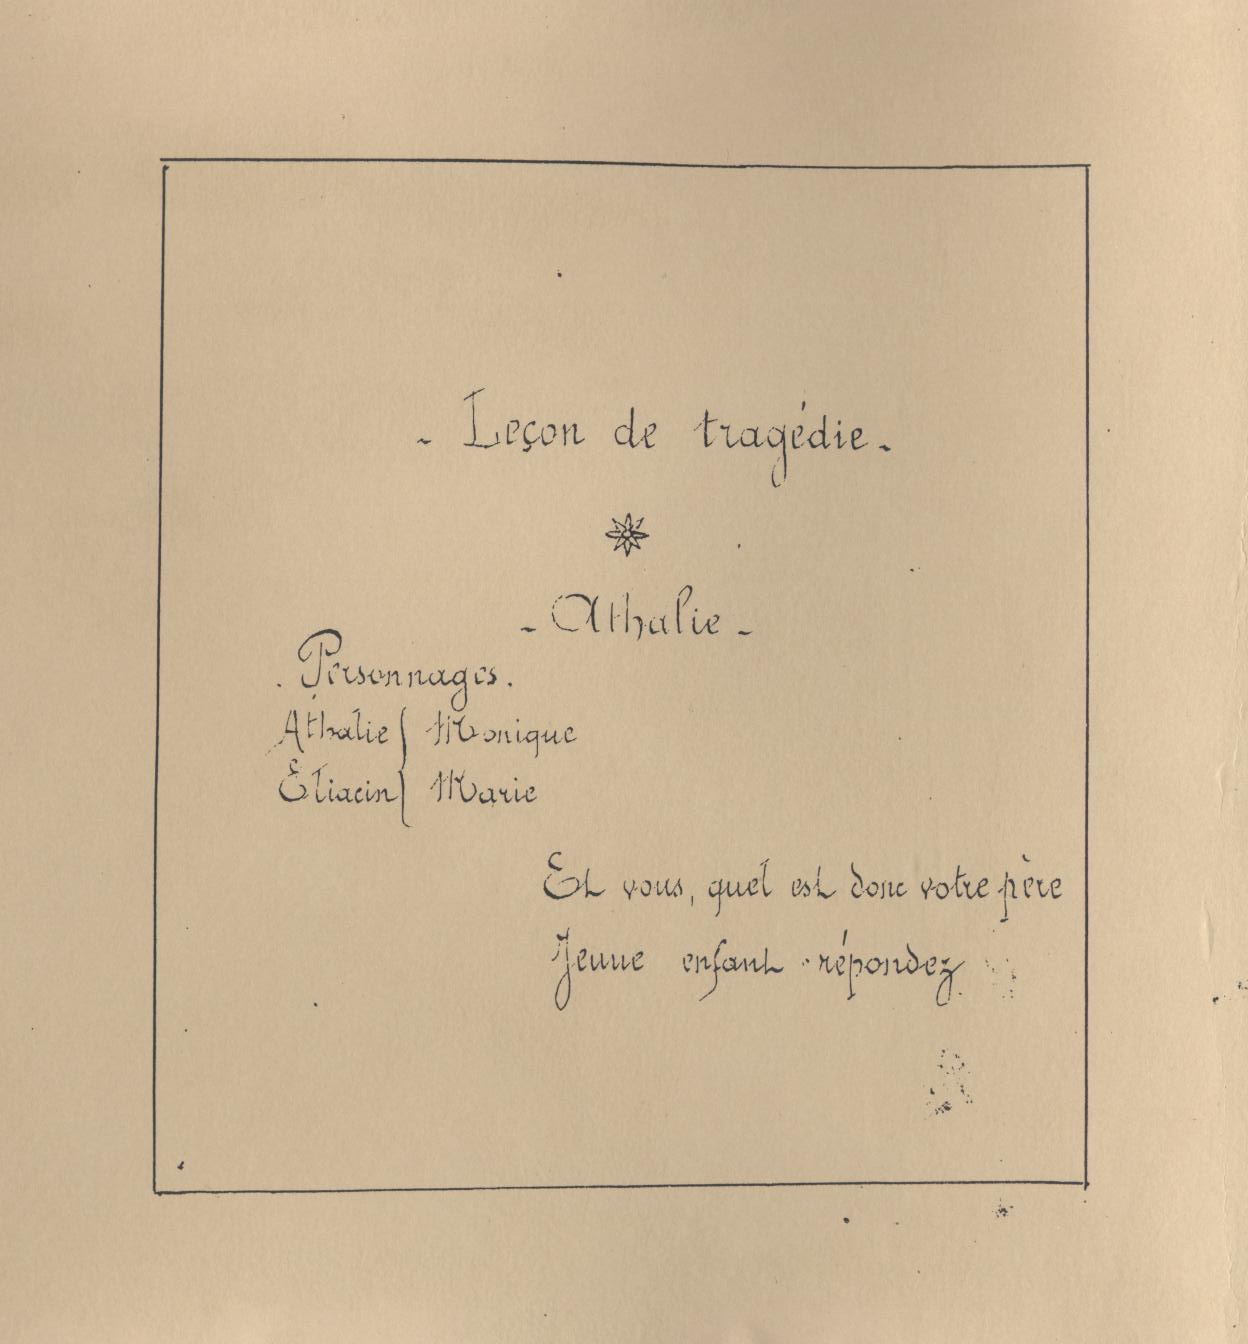 - Leçon de tragédie -
- Athalie -
. Personnages .
Athalie { Monique
Éliacin } Marie
Et vous, quel est donc votre père
Jeune enfant répondez